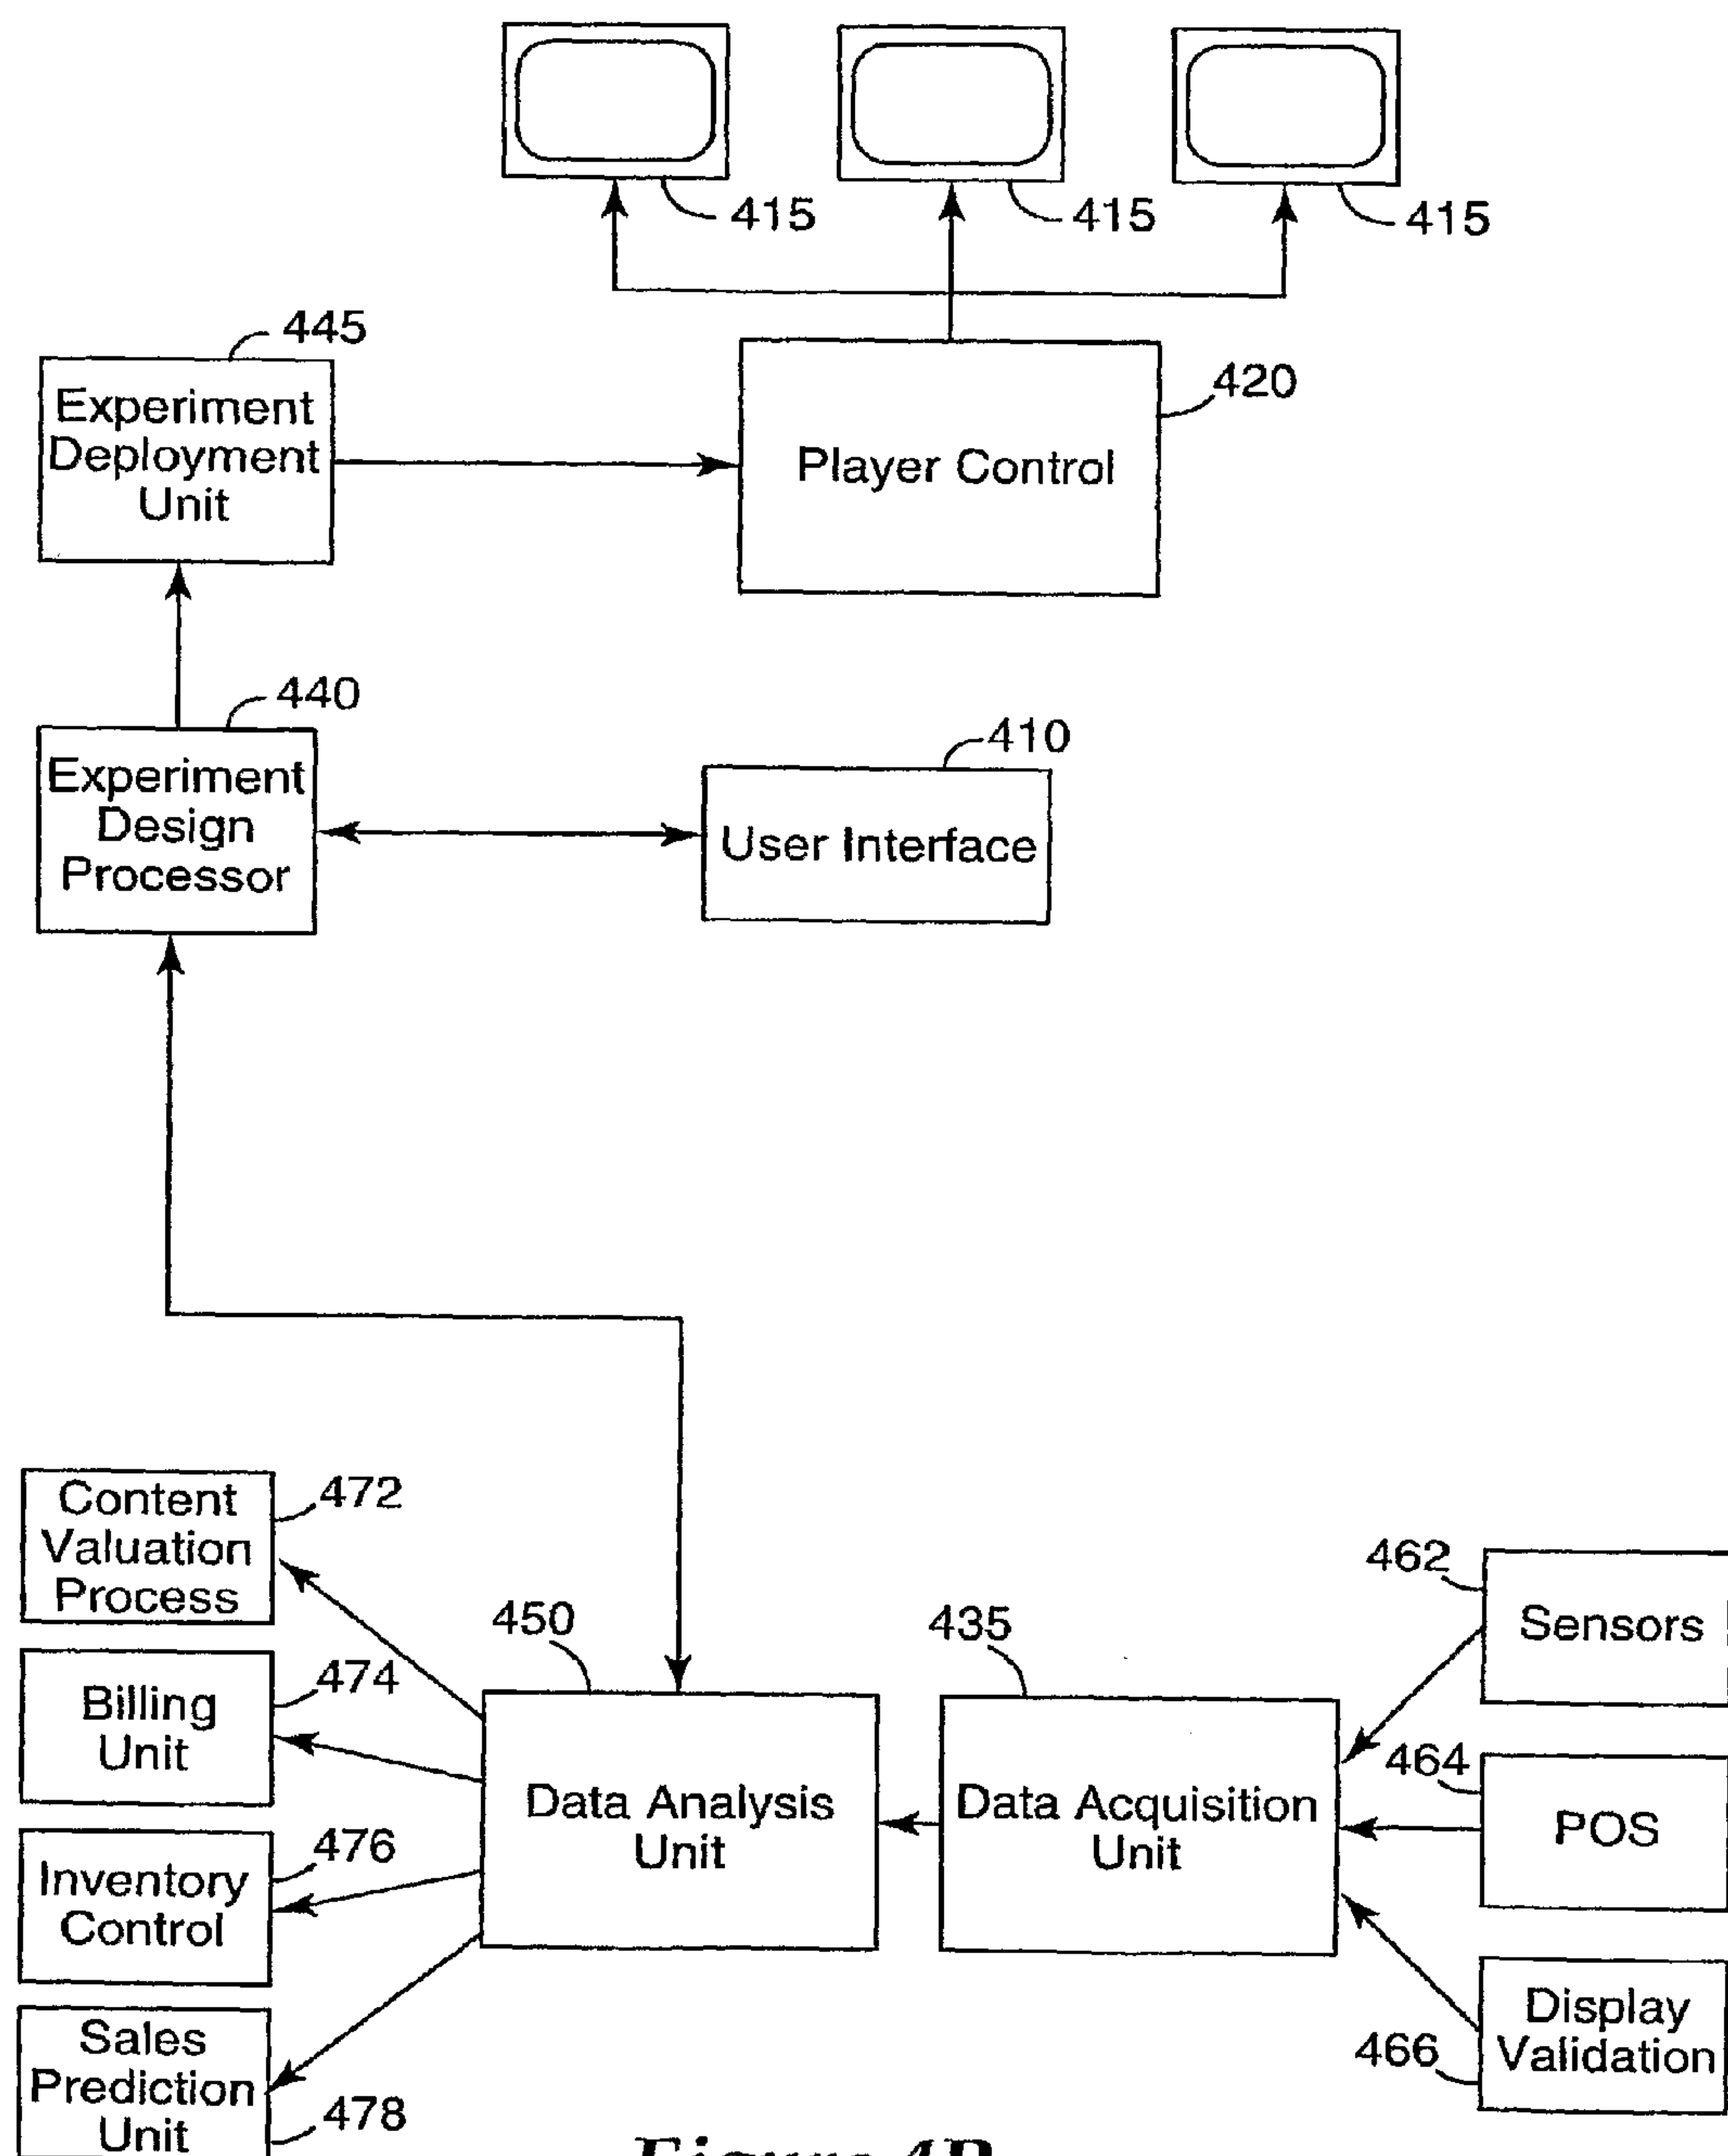 415
415
415
445
Experiment
Deployment
Unit
420
Player Control
440
Experiment
Design
Processor
410
User Interface
Content
Valuation
Process
472
Billing
Unit
474
Inventory
Control
476
Sales
Prediction
Unit
478
450
Data Analysis
Unit
435
Data Acquisition
Unit
462
Sensors
464
POS
466
Display
Validation
Figure 4B